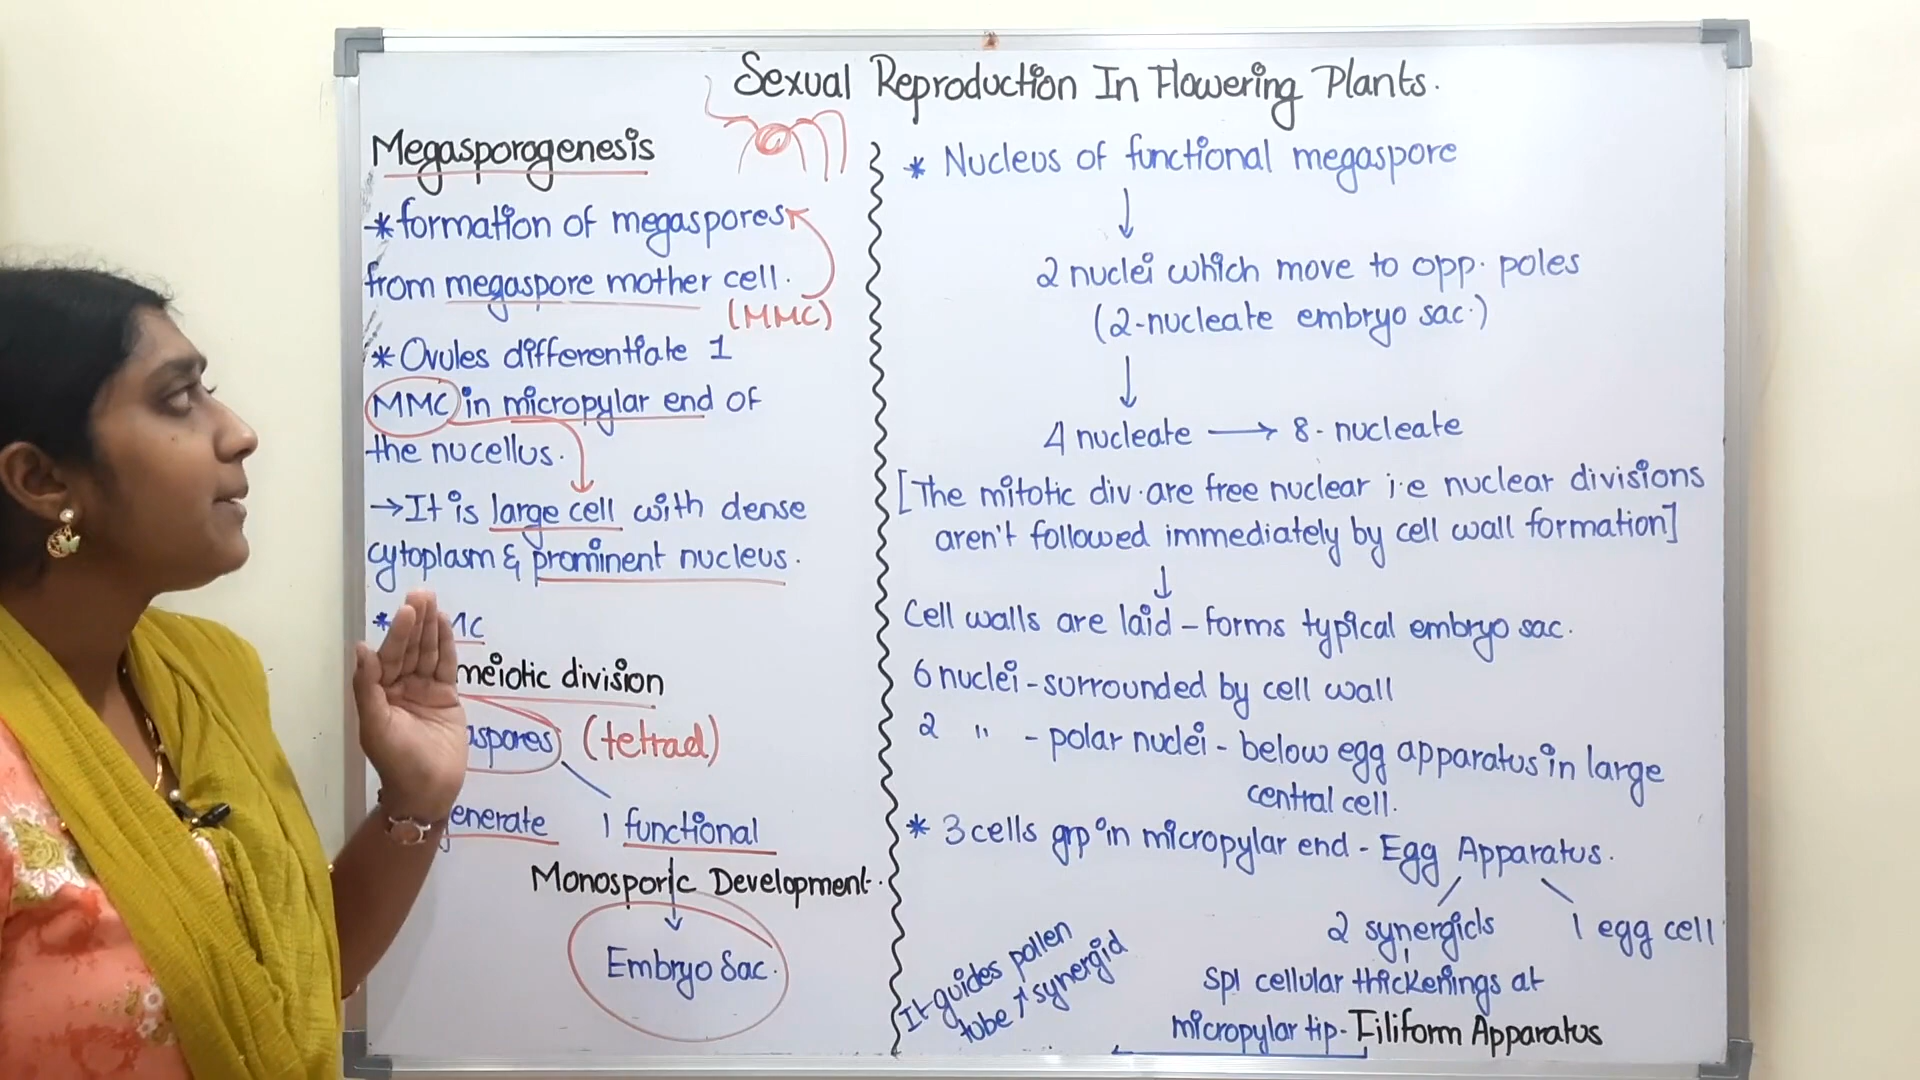 Sexual Reproduction In Flowering Plants.
Megasporogenesis
* formation of megaspores
from megaspore mother cell.
(MMC)
* Ovules differentiate 1
MMC in micropylar end of
the nucellus.
→ It is large cell with dense
cytoplasm & prominent nucleus.
*
meiotic division
(tetrad)
1 functional
Monosporic Development.
Embryo Sac.
* Nucleus of functional megaspore
↓
2 nuclei which move to opp. poles
(2-nucleate embryo sac.)
↓
4 nucleate → 8-nucleate
[The mitotic div. are free nuclear i.e nuclear divisions
aren't followed immediately by cell wall formation]
↓
Cell walls are laid - forms typical embryo sac.
6 nuclei - surrounded by cell wall
2 " - polar nuclei - below egg apparatus in large
central cell.
* 3 cells grp in micropylar end - Egg Apparatus.
2 synergids 1 egg cell
spl cellular thickenings at
micropylar tip - Filiform Apparatus
It guides pollen
tube → synergid